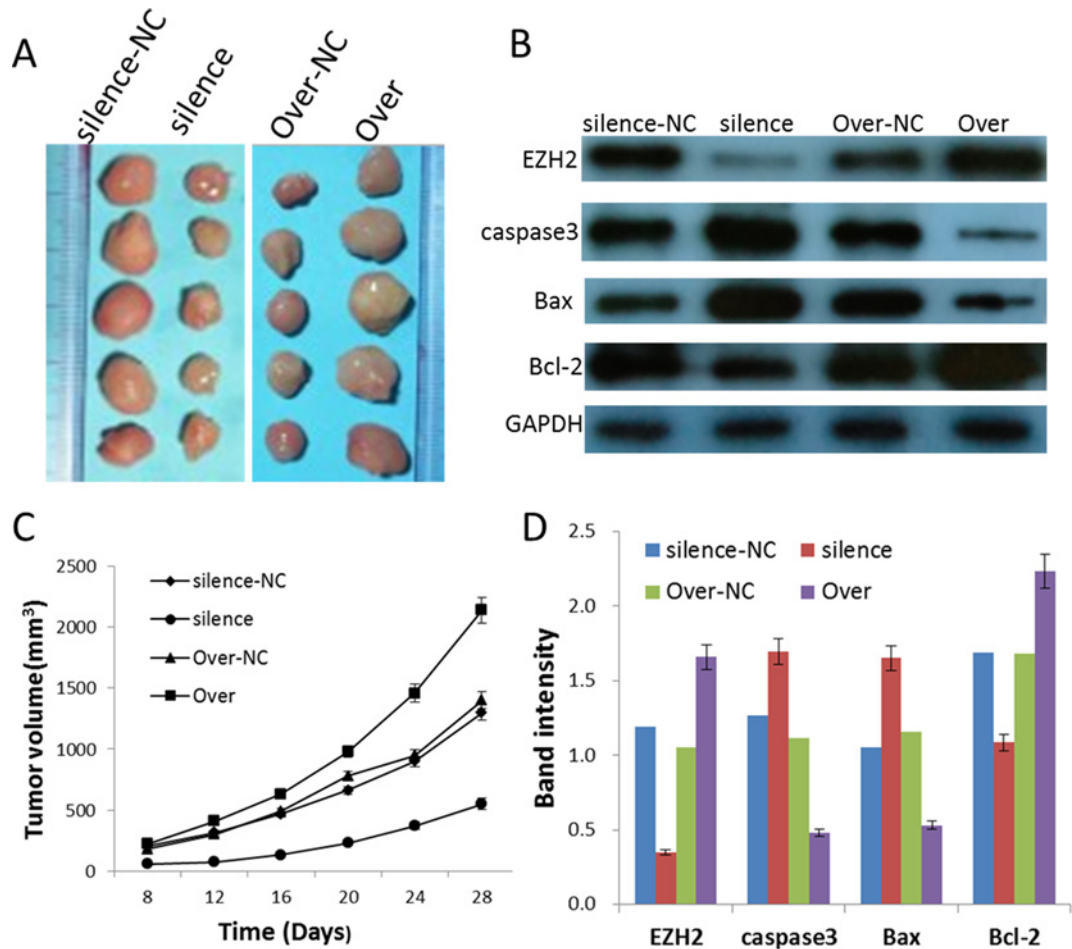 A
silence-NC
silence
Over-NC
Over
B
silence-NC silence Over-NC Over
EZH2
caspase3
Bax
Bcl-2
GAPDH
C
2500
2000
1500
1000
500
0
Tumor volume(mm³)
silence-NC
silence
Over-NC
Over
8 12 16 20 24 28
Time (Days)
D
2.5
2.0
1.5
1.0
0.5
0.0
Band intensity
silence-NC silence
Over-NC Over
EZH2 caspase3 Bax Bcl-2